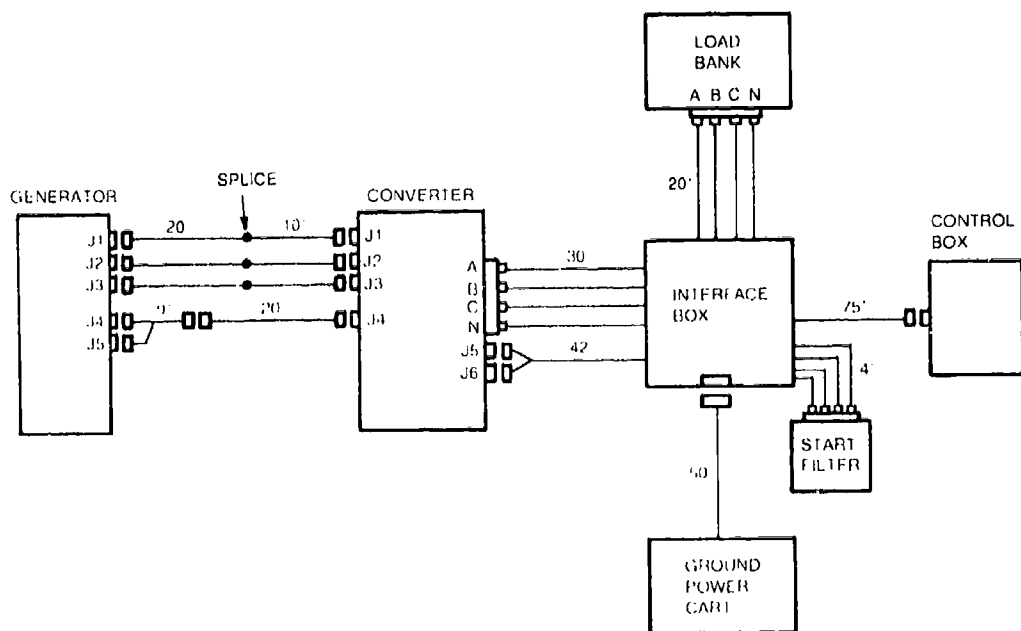 LOAD
BANK
A B C N
20'
GENERATOR
SPLICE
CONVERTER
CONTROL
BOX
J1
20
10'
J1
J2
J2
J3
J3
J4
9'
20'
J4
J5
A
B
C
N
30
J5
J6
42
INTERFACE
BOX
75'
4'
START
FILTER
GROUND
POWER
CART